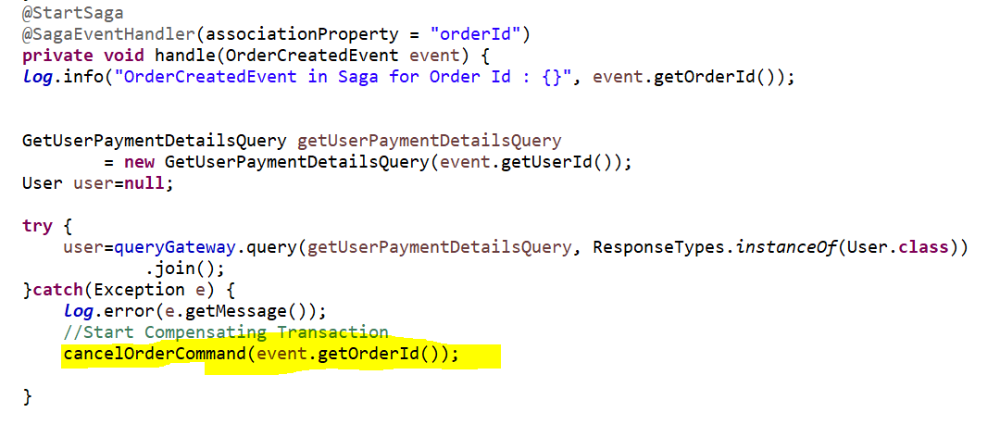 @StartSaga
@SagaEventHandler(associationProperty = "orderId")
private void handle(OrderCreatedEvent event) {
log.info("OrderCreatedEvent in Saga for Order Id : {}", event.getOrderId());
GetUserPaymentDetailsQuery getUserPaymentDetailsQuery
= new GetUserPaymentDetailsQuery(event.getUserId());
User user=null;
try {
user=queryGateway.query(getUserPaymentDetailsQuery, ResponseTypes.instanceOf(User.class))
.join();
}catch(Exception e) {
log.error(e.getMessage());
//Start Compensating Transaction
cancelOrderCommand(event.getOrderId());
}